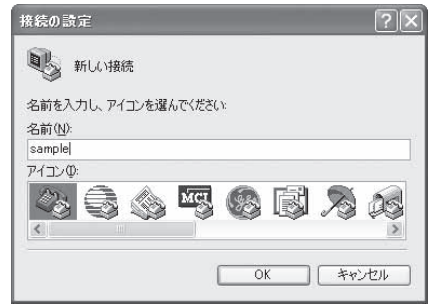 接続の設定
新しい接続
名前を入力し、アイコンを選んでください:
名前(N):
sample
アイコン(I):
MCI
OK
キャンセル